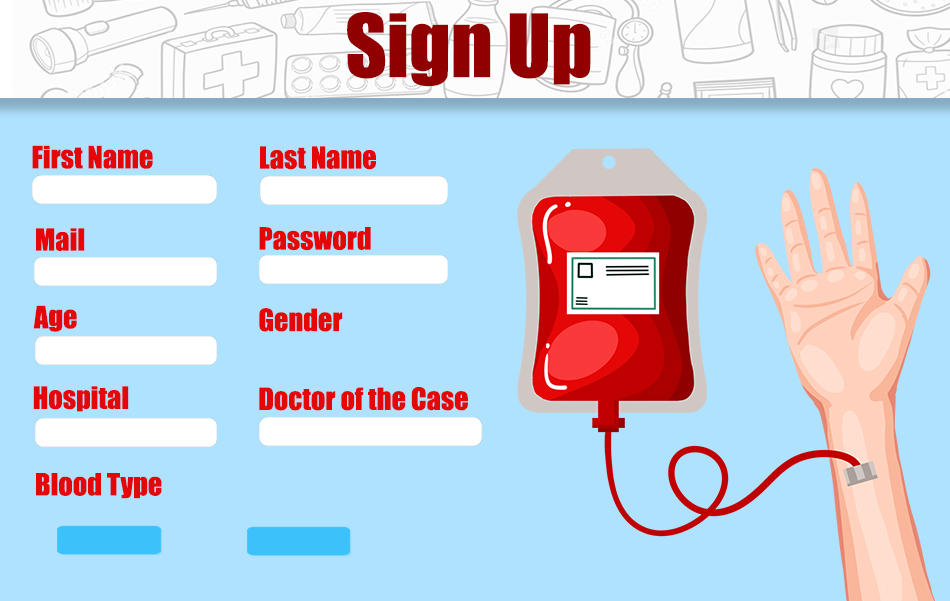 Sign Up
First Name
Last Name
Mail
Password
Age
Gender
Hospital
Doctor of the Case
Blood Type